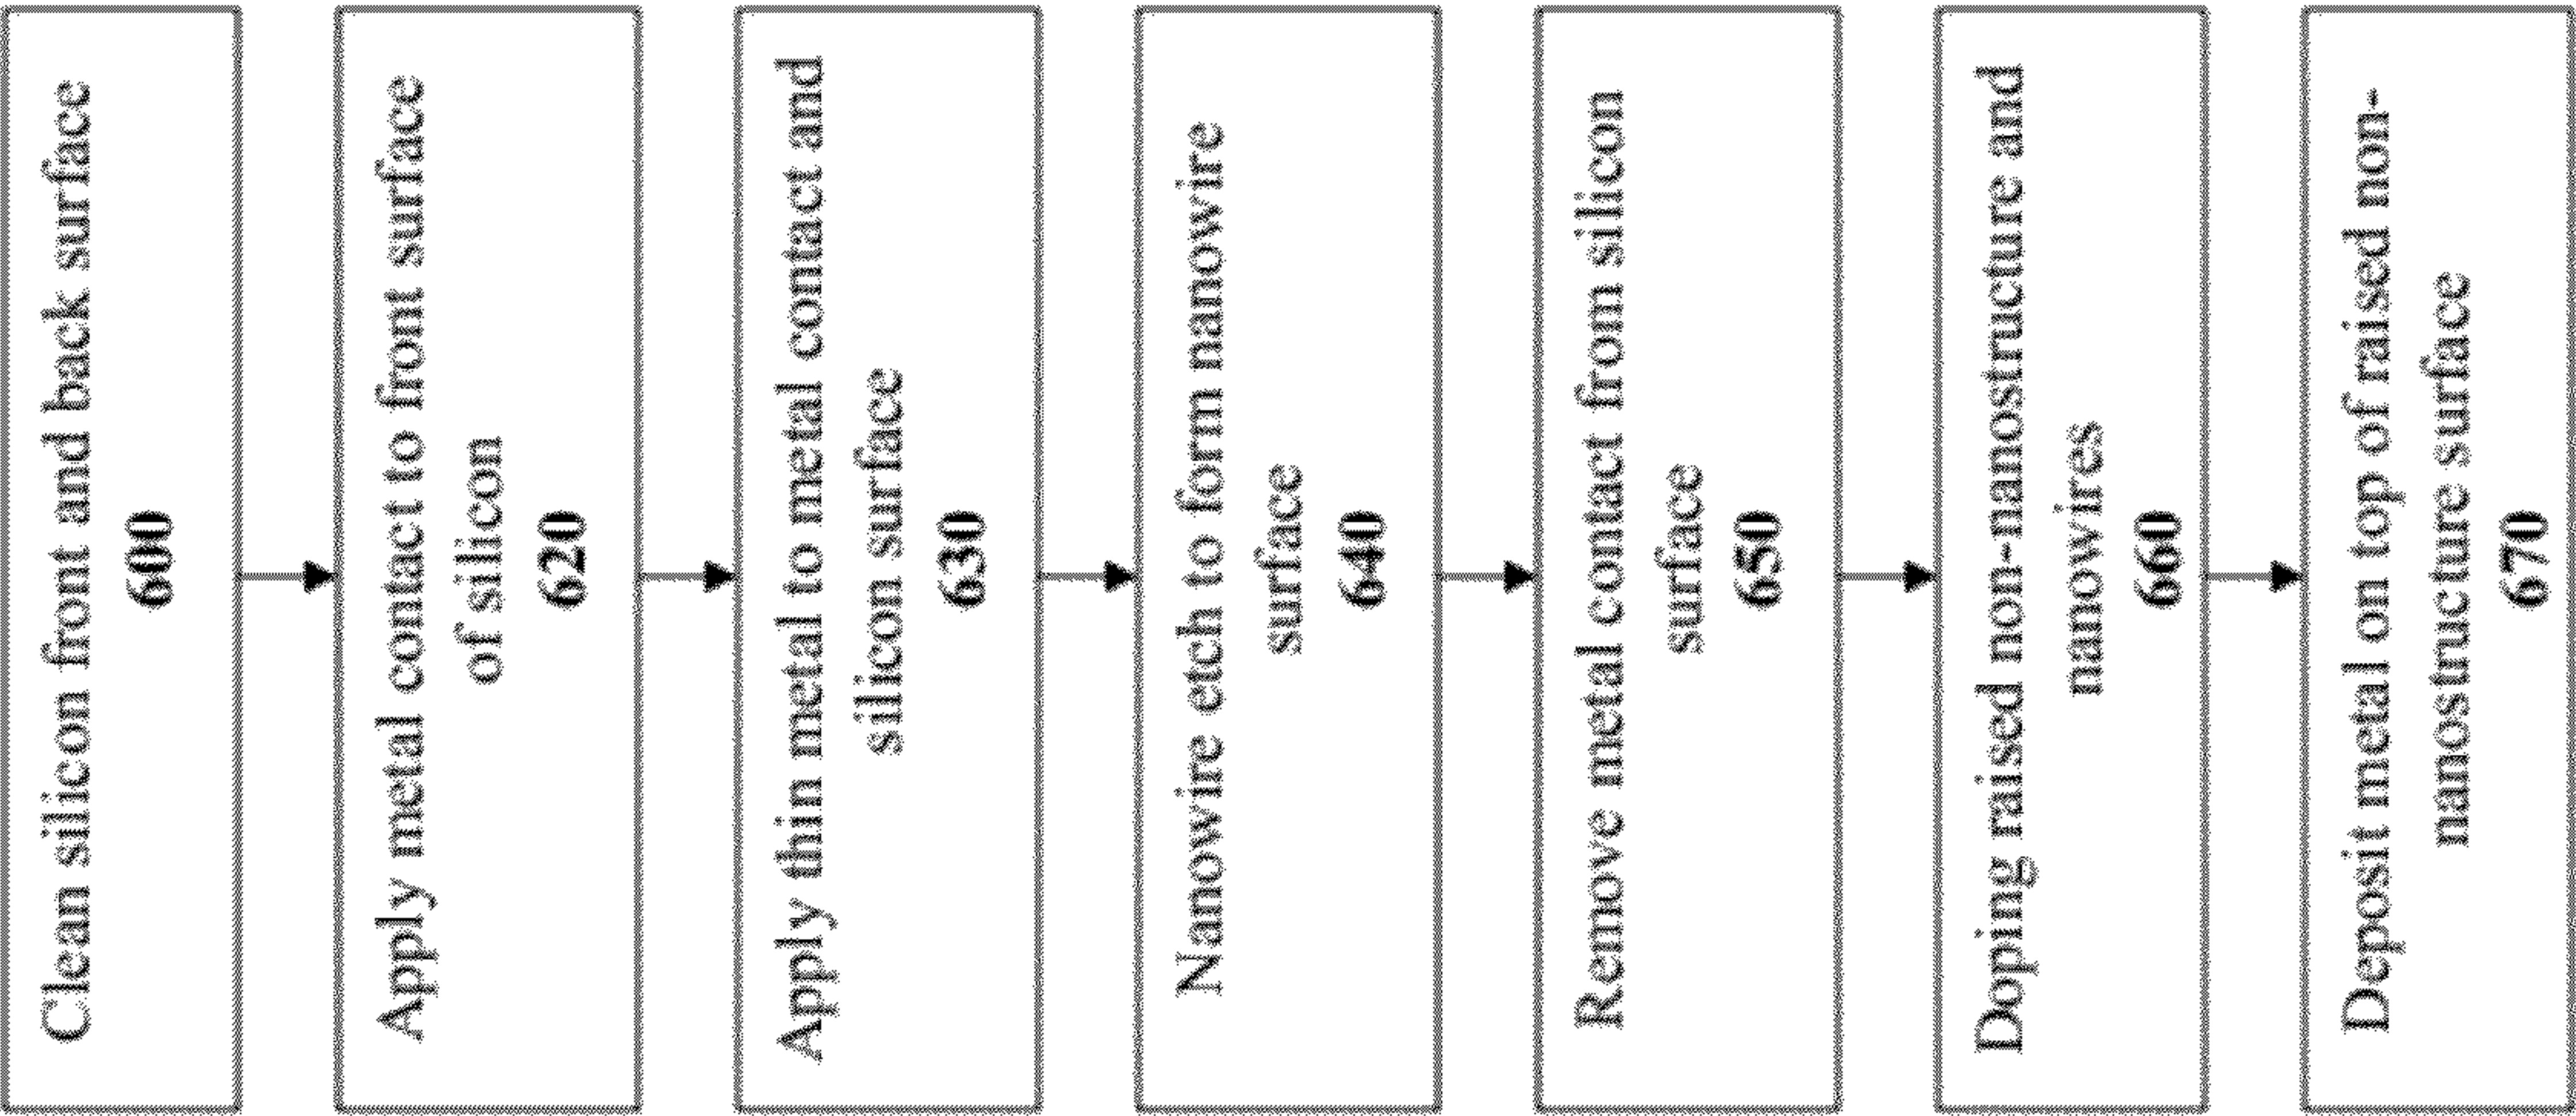 Clean silicon front and back surface
600
Apply metal contact to front surface
of silicon
620
Apply thin metal to metal contact and
silicon surface
630
Nanowire etch to form nanowire
surface
640
Remove metal contact from silicon
surface
650
Doping raised non-nanostructure and
nanowires
660
Deposit metal on top of raised non-
nanostructure surface
670